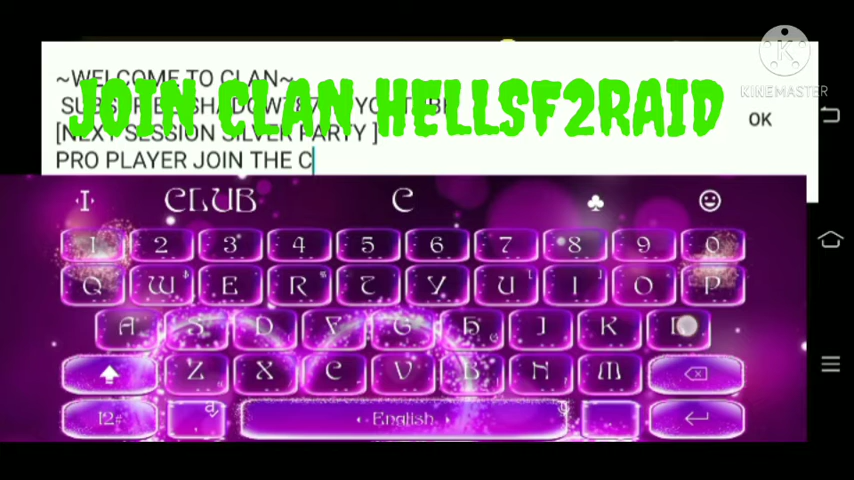 ~WELCOME TO CLAN~
JOIN CLAN HELLSF2RAID
[NEXT SESSION SILVER PARTY ]
PRO PLAYER JOIN THE C
OK
KINEMASTER
CLUB C
1 2 3 4 5 6 7 8 9 0
Q W E R T Y U I O P
A S D F G H J K L
Z X C V B N M
12# English